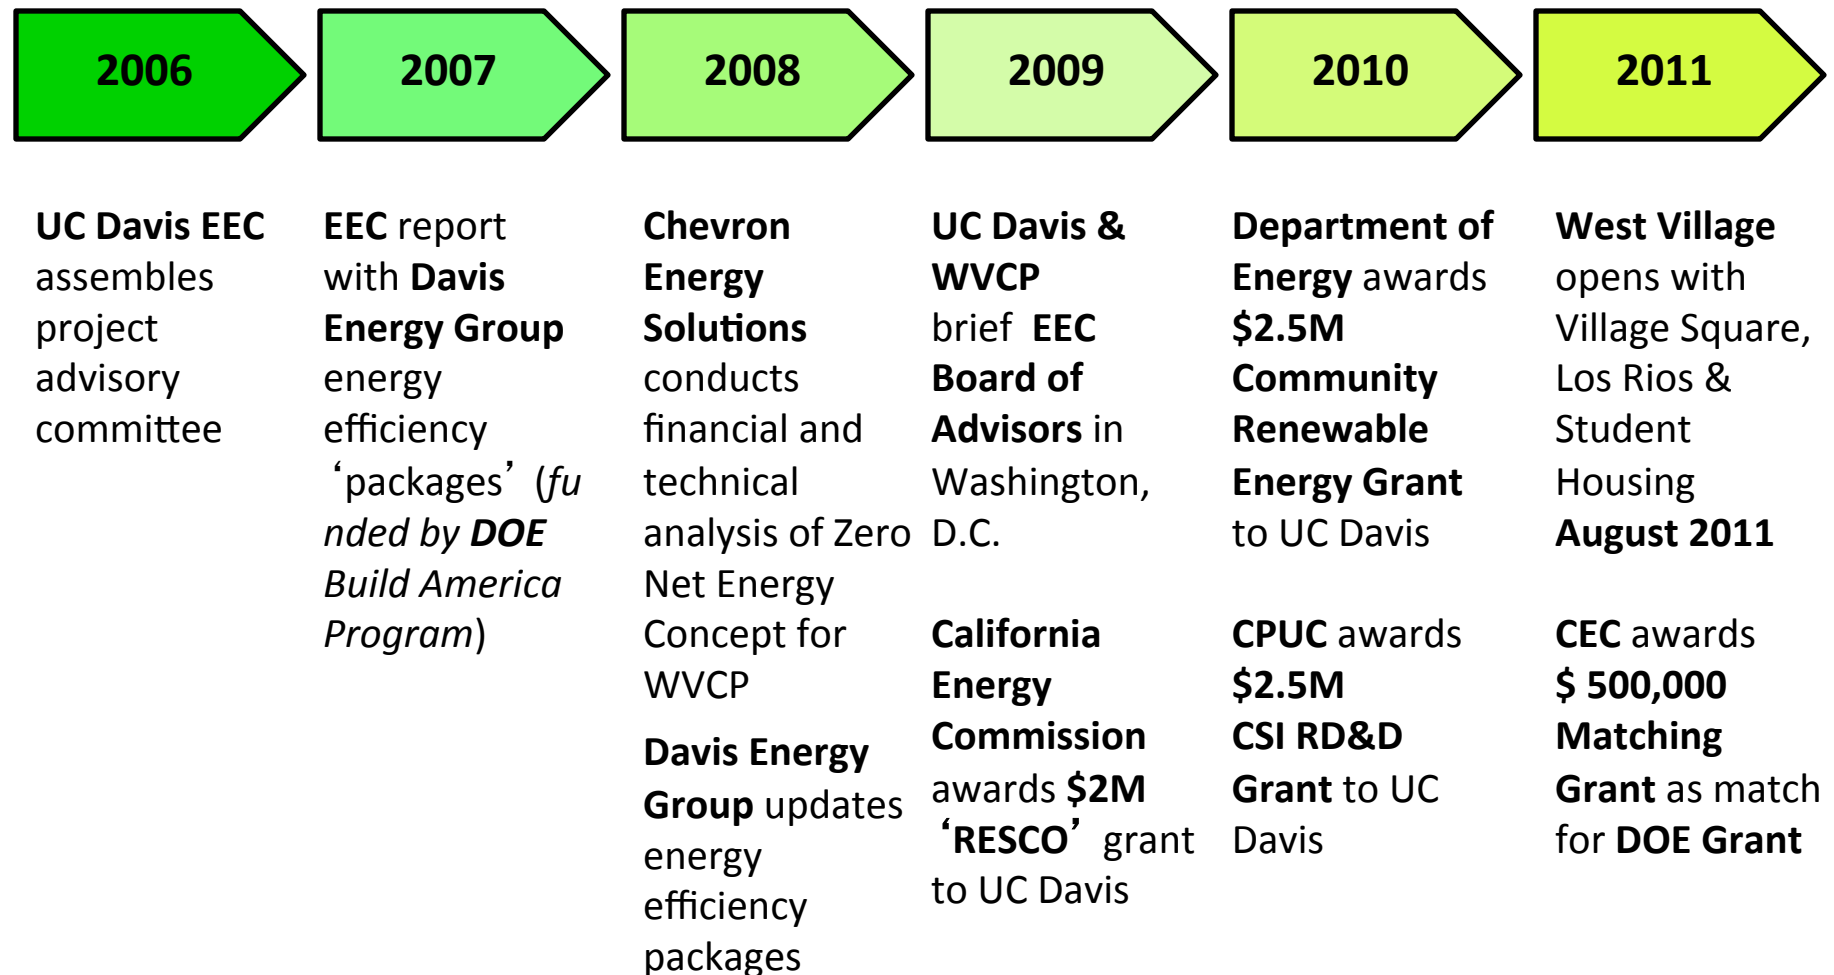 2006
2007
2008
2009
2010
2011
UC Davis EEC
assembles
project
advisory
committee
EEC report
with Davis
Energy Group
energy
efficiency
‘packages’ (fu
nded by DOE
Build America
Program)
Chevron
Energy
Solutions
conducts
financial and
technical
analysis of Zero
Net Energy
Concept for
WVCP
Davis Energy
Group updates
energy
efficiency
packages
UC Davis &
WVCP
brief EEC
Board of
Advisors in
Washington,
D.C.
California
Energy
Commission
awards $2M
‘RESCO’ grant
to UC Davis
Department of
Energy awards
$2.5M
Community
Renewable
Energy Grant
to UC Davis
CPUC awards
$2.5M
CSI RD&D
Grant to UC
Davis
West Village
opens with
Village Square,
Los Rios &
Student
Housing
August 2011
CEC awards
$ 500,000
Matching
Grant as match
for DOE Grant